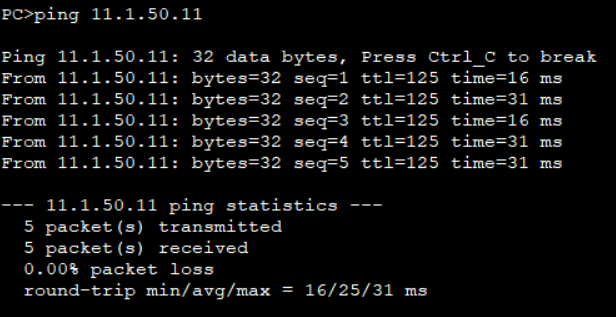 PC>ping 11.1.50.11
Ping 11.1.50.11: 32 data bytes, Press Ctrl_C to break
From 11.1.50.11: bytes=32 seq=1 ttl=125 time=16 ms
From 11.1.50.11: bytes=32 seq=2 ttl=125 time=31 ms
From 11.1.50.11: bytes=32 seq=3 ttl=125 time=16 ms
From 11.1.50.11: bytes=32 seq=4 ttl=125 time=31 ms
From 11.1.50.11: bytes=32 seq=5 ttl=125 time=31 ms
--- 11.1.50.11 ping statistics ---
5 packet(s) transmitted
5 packet(s) received
0.00% packet loss
round-trip min/avg/max = 16/25/31 ms